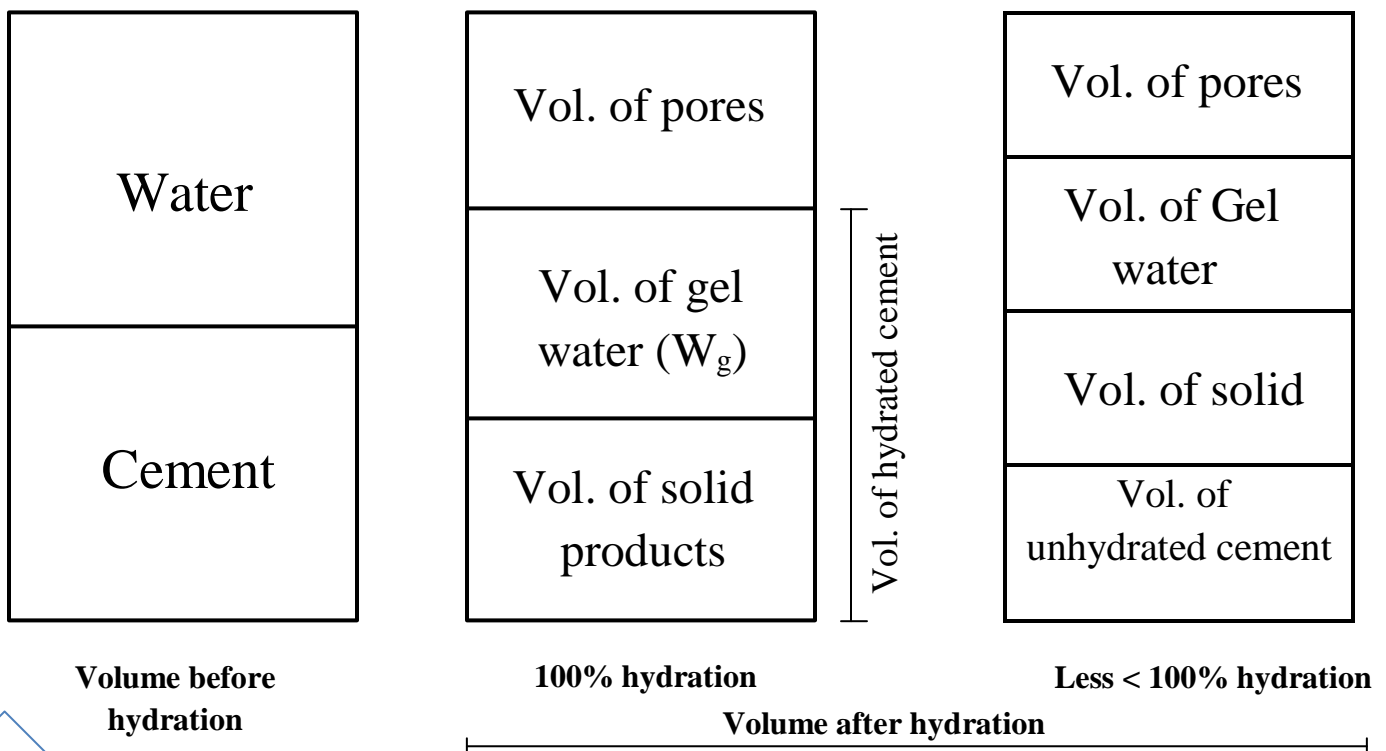 Water
Cement
Volume before
hydration
Vol. of pores
Vol. of gel
water (Wg)
Vol. of solid
products
Vol. of hydrated cement
100% hydration
Vol. of pores
Vol. of Gel
water
Vol. of solid
Vol. of
unhydrated cement
Less < 100% hydration
Volume after hydration